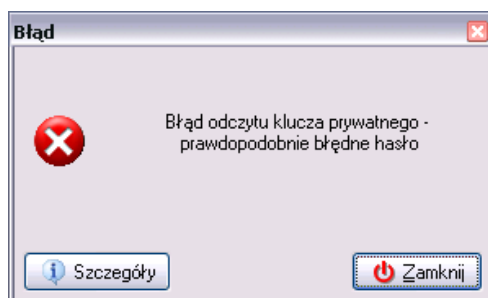 Błąd
Błąd odczytu klucza prywatnego -
prawdopodobnie błędne hasło
Szczegóły
Zamknij